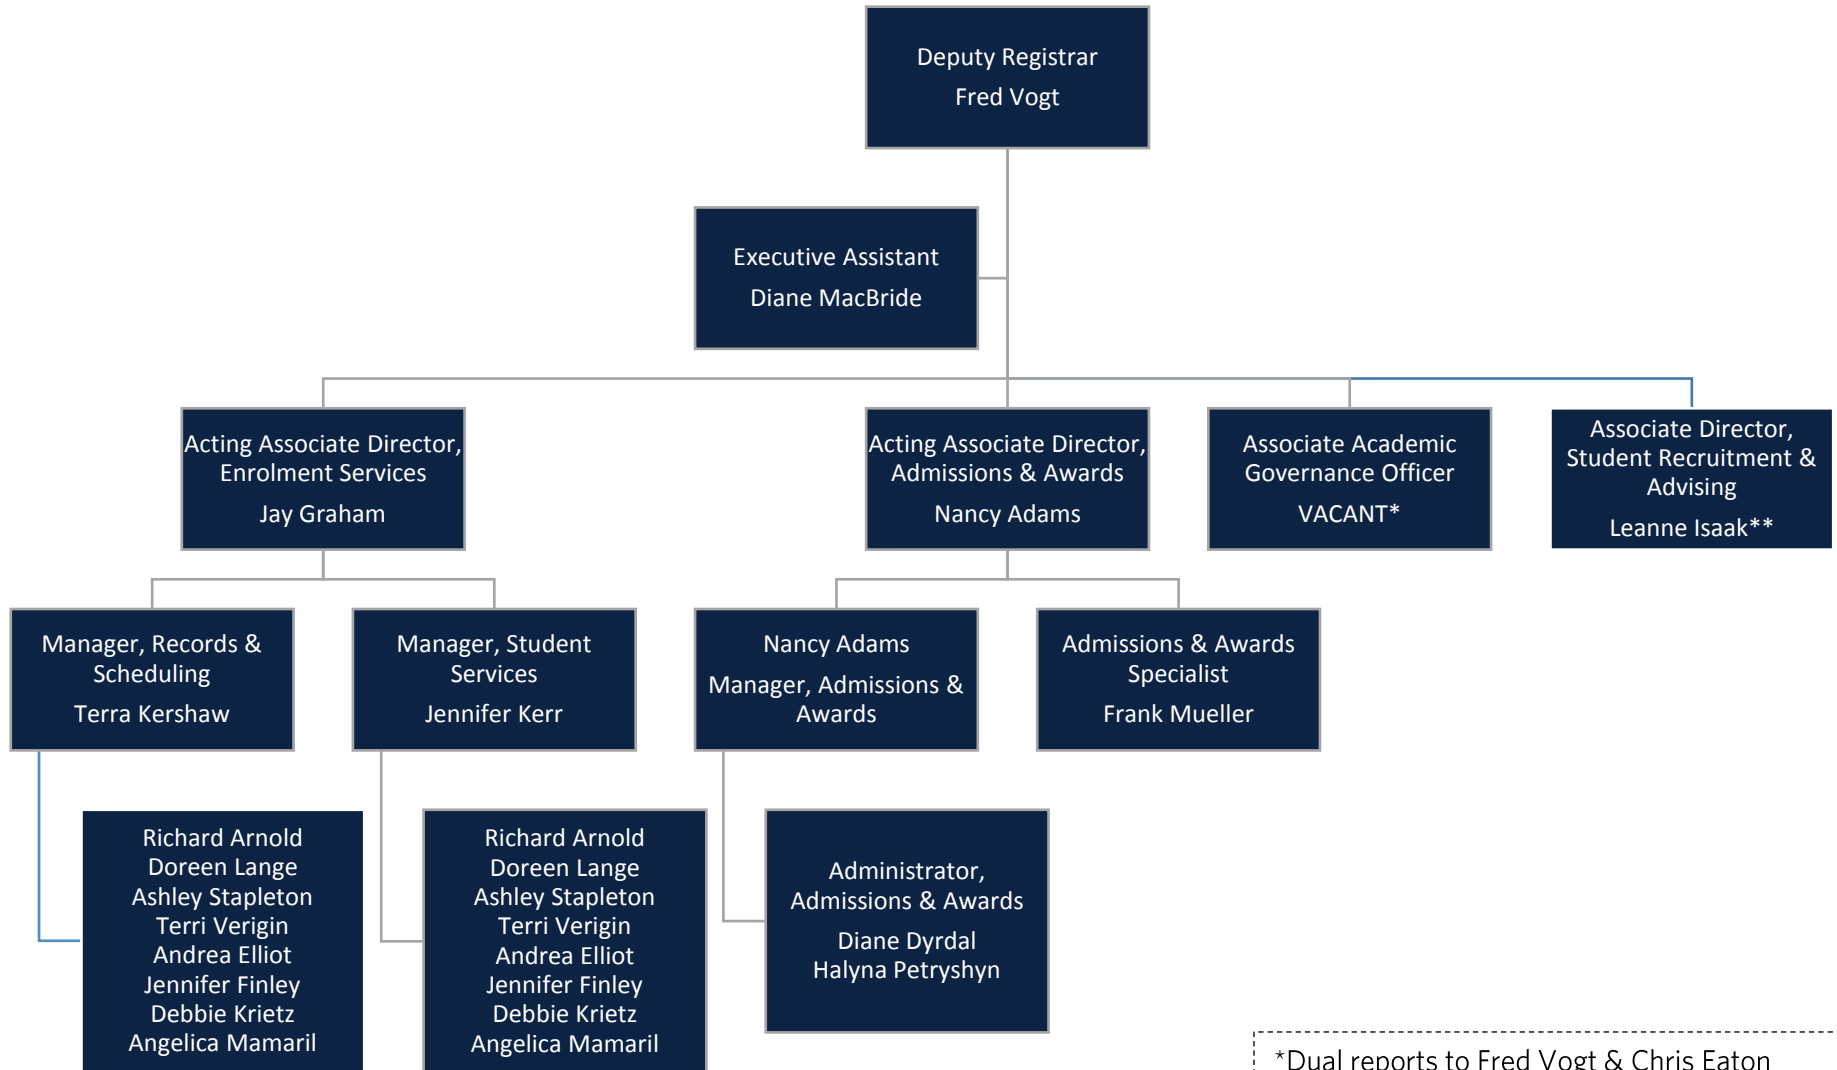 Deputy Registrar
Fred Vogt
Executive Assistant
Diane MacBride
Acting Associate Director,
Enrolment Services
Jay Graham
Acting Associate Director,
Admissions & Awards
Nancy Adams
Associate Academic
Governance Officer
VACANT*
Associate Director,
Student Recruitment &
Advising
Leanne Isaak**
Manager, Records &
Scheduling
Terra Kershaw
Manager, Student
Services
Jennifer Kerr
Nancy Adams
Manager, Admissions &
Awards
Admissions & Awards
Specialist
Frank Mueller
Richard Arnold
Doreen Lange
Ashley Stapleton
Terri Verigin
Andrea Elliot
Jennifer Finley
Debbie Krietz
Angelica Mamaril
Richard Arnold
Doreen Lange
Ashley Stapleton
Terri Verigin
Andrea Elliot
Jennifer Finley
Debbie Krietz
Angelica Mamaril
Administrator,
Admissions & Awards
Diane Dyrdal
Halyna Petryshyn
*Dual reports to Fred Vogt & Chris Eaton